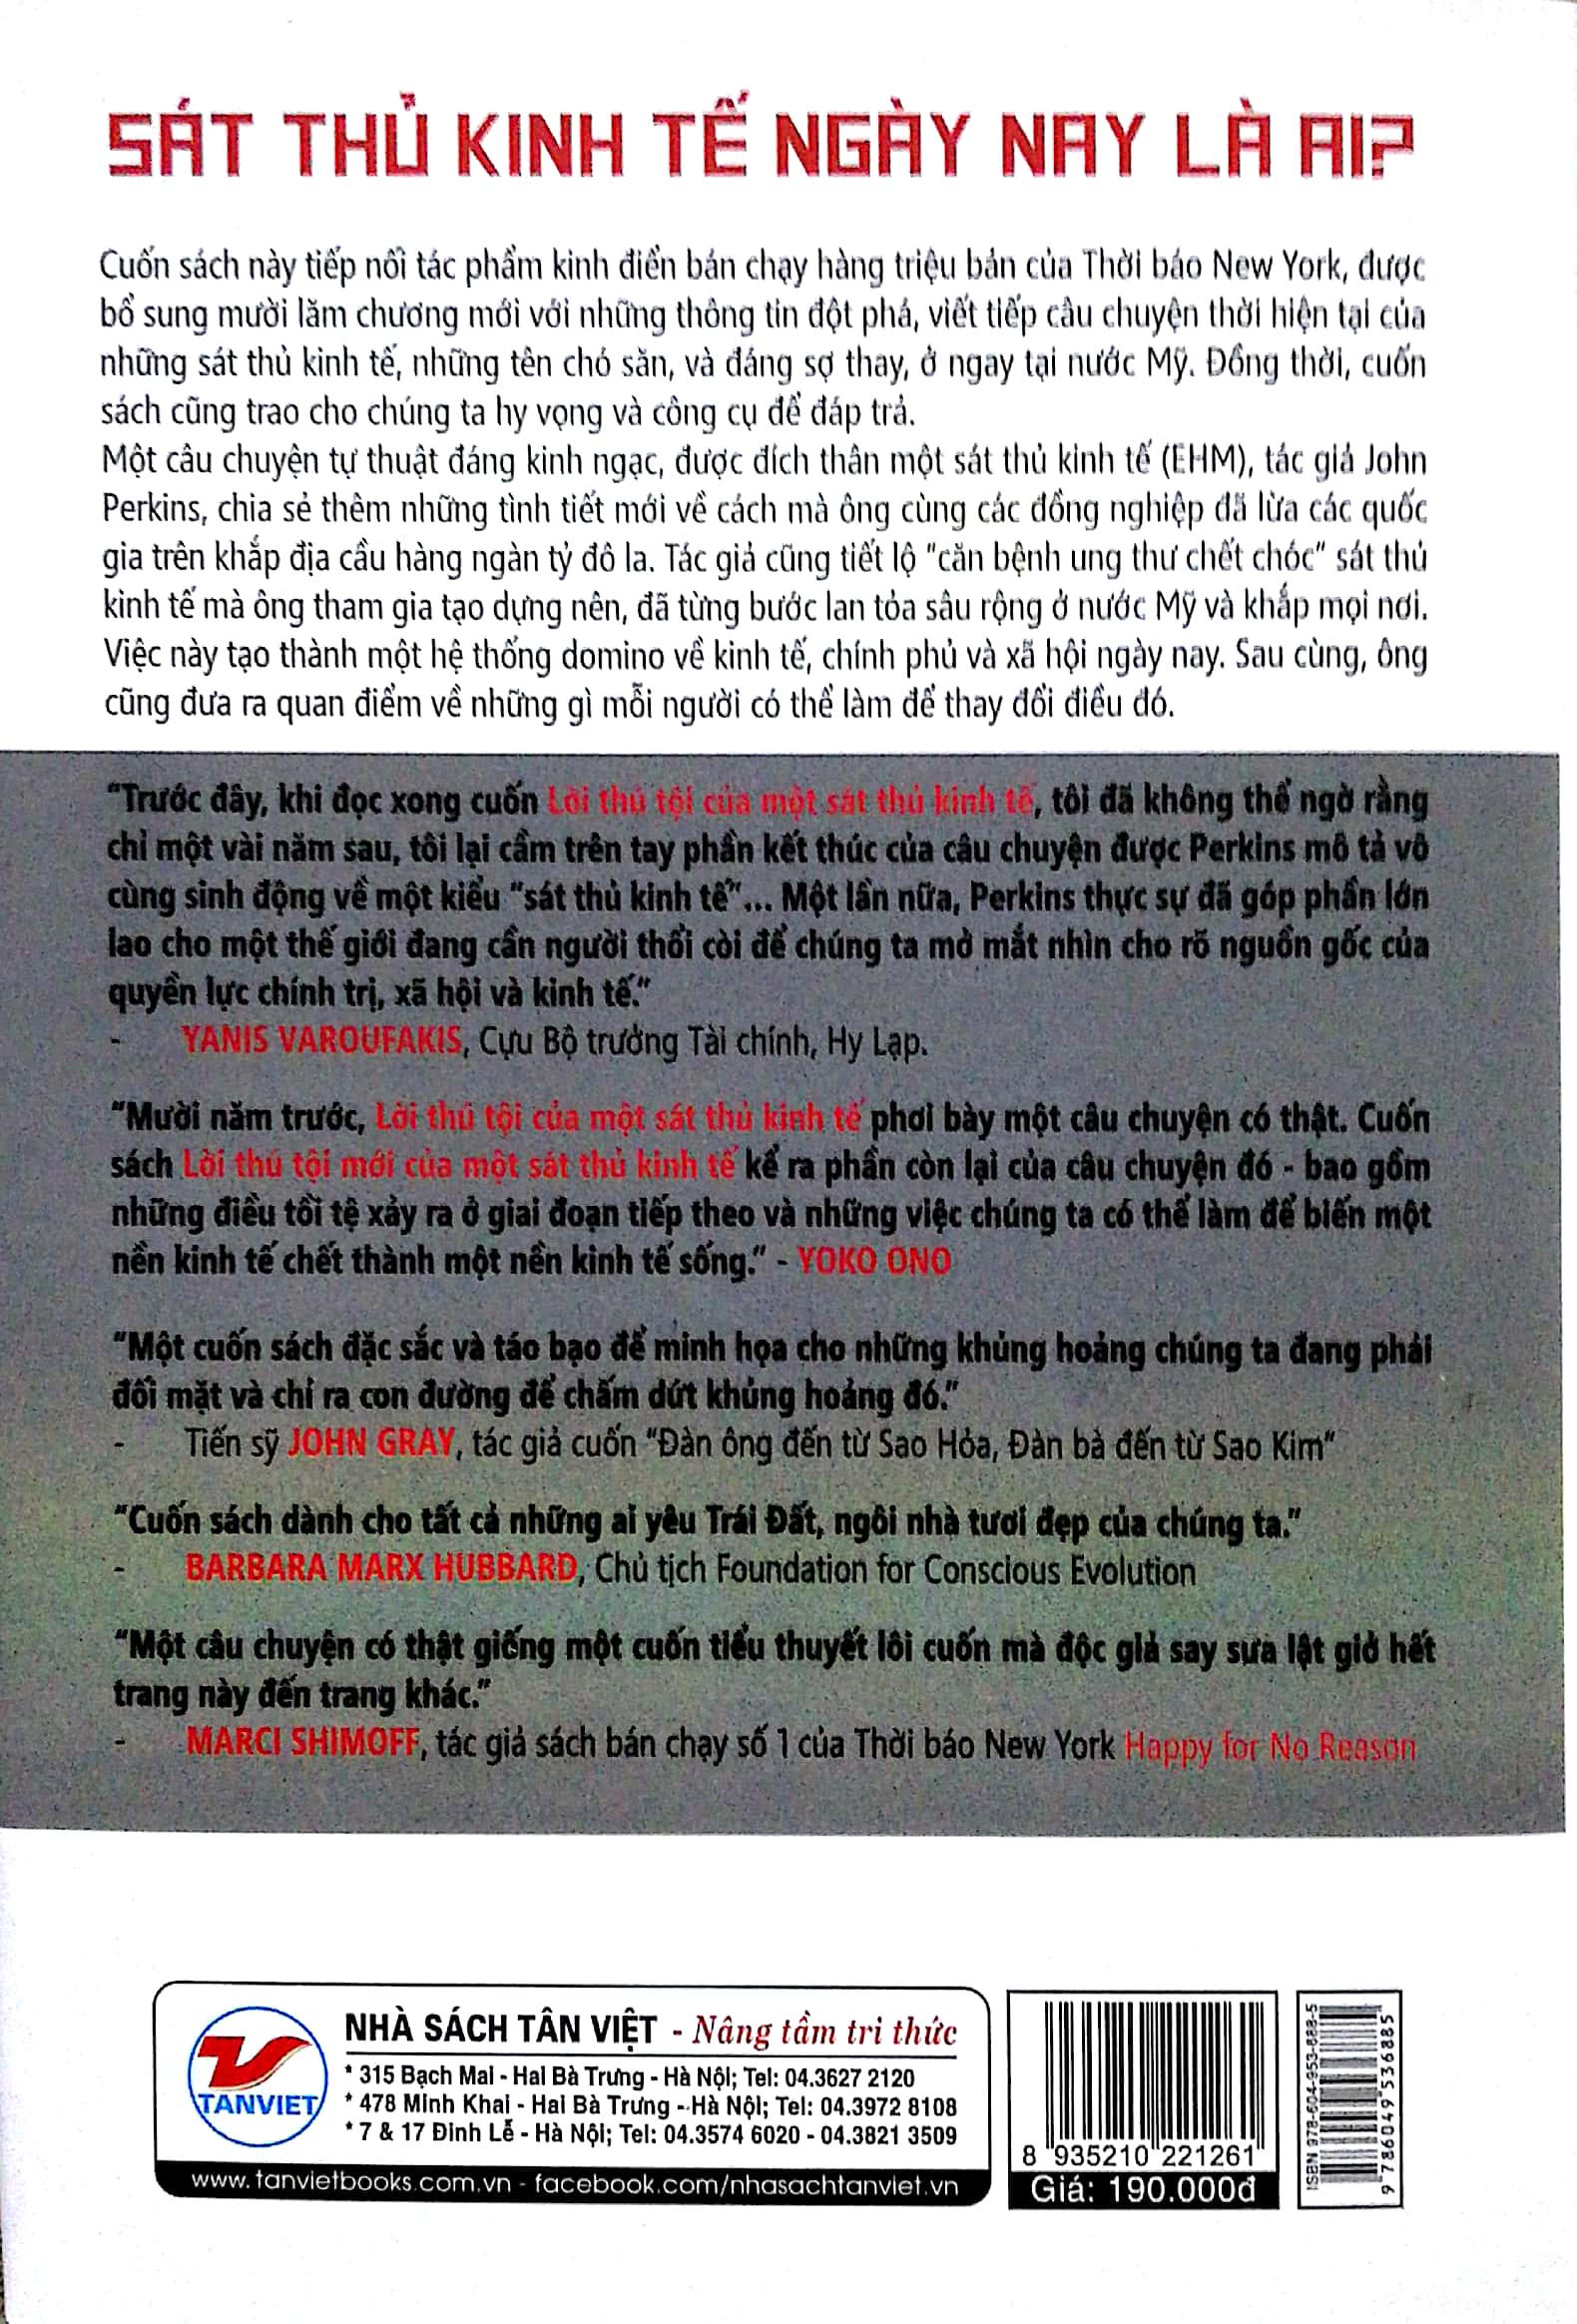 SÁT THỦ KINH TẾ NGÀY NAY LÀ AI?
Cuốn sách này tiếp nối tác phẩm kinh điển bán chạy hàng triệu bản của Thời báo New York, được
bổ sung mười lăm chương mới với những thông tin đột phá, viết tiếp câu chuyện thời hiện tại của
những sát thủ kinh tế, những tên chó săn, và đáng sợ thay, ở ngay tại nước Mỹ. Đồng thời, cuốn
sách cũng trao cho chúng ta hy vọng và công cụ để đáp trả.
Một câu chuyện tự thuật đáng kinh ngạc, được đích thân một sát thủ kinh tế (EHM), tác giả John
Perkins, chia sẻ thêm những tình tiết mới về cách mà ông cùng các đồng nghiệp đã lừa các quốc
gia trên khắp địa cầu hàng ngàn tỷ đô la. Tác giả cũng tiết lộ "căn bệnh ung thư chết chóc" sát thủ
kinh tế mà ông tham gia tạo dựng nên, đã từng bước lan tỏa sâu rộng ở nước Mỹ và khắp mọi nơi.
Việc này tạo thành một hệ thống domino về kinh tế, chính phủ và xã hội ngày nay. Sau cùng, ông
cũng đưa ra quan điểm về những gì mỗi người có thể làm để thay đổi điều đó.
"Trước đây, khi đọc xong cuốn Lời thú tội của một sát thủ kinh tế, tôi đã không thể ngờ rằng
chỉ một vài năm sau, tôi lại cầm trên tay phần kết thúc của câu chuyện được Perkins mô tả vô
cùng sinh động về một kiểu "sát thủ kinh tế"... Một lần nữa, Perkins thực sự đã góp phần lớn
lao cho một thế giới đang cần người thổi còi để chúng ta mở mắt nhìn cho rõ nguồn gốc của
quyền lực chính trị, xã hội và kinh tế."
- YANIS VAROUFAKIS, Cựu Bộ trưởng Tài chính, Hy Lạp.
"Mười năm trước, Lời thú tội của một sát thủ kinh tế phơi bày một câu chuyện có thật. Cuốn
sách Lời thú tội mới của một sát thủ kinh tế kể ra phần còn lại của câu chuyện đó - bao gồm
những điều tồi tệ xảy ra ở giai đoạn tiếp theo và những việc chúng ta có thể làm để biến một
nền kinh tế chết thành một nền kinh tế sống." - YOKO ONO
"Một cuốn sách đặc sắc và táo bạo để minh họa cho những khủng hoảng chúng ta đang phải
đối mặt và chỉ ra con đường để chấm dứt khủng hoảng đó."
- Tiến sỹ JOHN GRAY, tác giả cuốn "Đàn ông đến từ Sao Hỏa, Đàn bà đến từ Sao Kim"
"Cuốn sách dành cho tất cả những ai yêu Trái Đất, ngôi nhà tươi đẹp của chúng ta."
- BARBARA MARX HUBBARD, Chủ tịch Foundation for Conscious Evolution
"Một câu chuyện có thật giống một cuốn tiểu thuyết lôi cuốn mà độc giả say sưa lật giở hết
trang này đến trang khác."
- MARCI SHIMOFF, tác giả sách bán chạy số 1 của Thời báo New York Happy for No Reason
TANVIET
NHÀ SÁCH TÂN VIỆT - Nâng tầm tri thức
* 315 Bạch Mai - Hai Bà Trưng - Hà Nội; Tel: 04.3627 2120
* 478 Minh Khai - Hai Bà Trưng - Hà Nội; Tel: 04.3972 8108
* 7 & 17 Đinh Lễ - Hà Nội; Tel: 04.3574 6020 - 04.3821 3509
www.tanvietbooks.com.vn - facebook.com/nhasachtanviet.vn
8 935210 221261
Giá: 190.000đ
ISBN 978-604-953-688-5
9 786049 536885